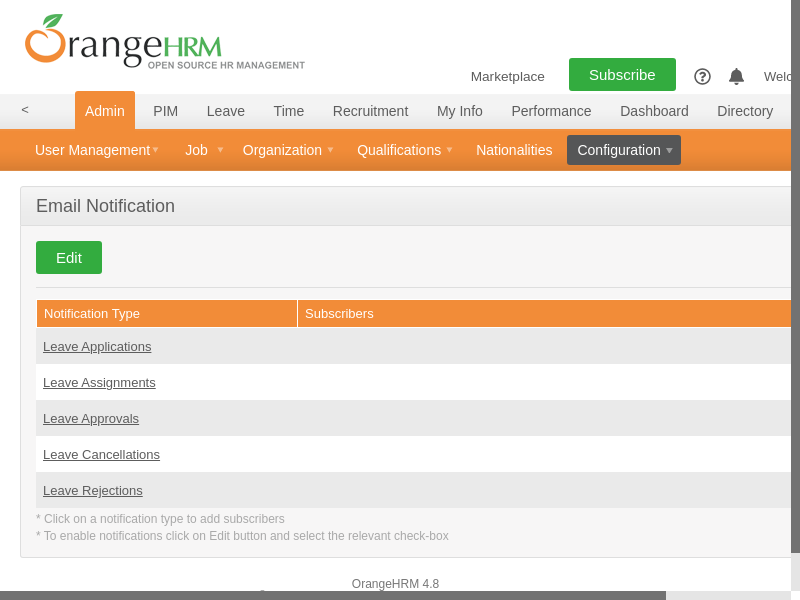 OrangeHRM
OPEN SOURCE HR MANAGEMENT
Marketplace
Subscribe
< Admin PIM Leave Time Recruitment My Info Performance Dashboard Directory
User Management Job Organization Qualifications Nationalities Configuration
Email Notification
Edit
Notification Type Subscribers
Leave Applications
Leave Assignments
Leave Approvals
Leave Cancellations
Leave Rejections
* Click on a notification type to add subscribers
* To enable notifications click on Edit button and select the relevant check-box
OrangeHRM 4.8